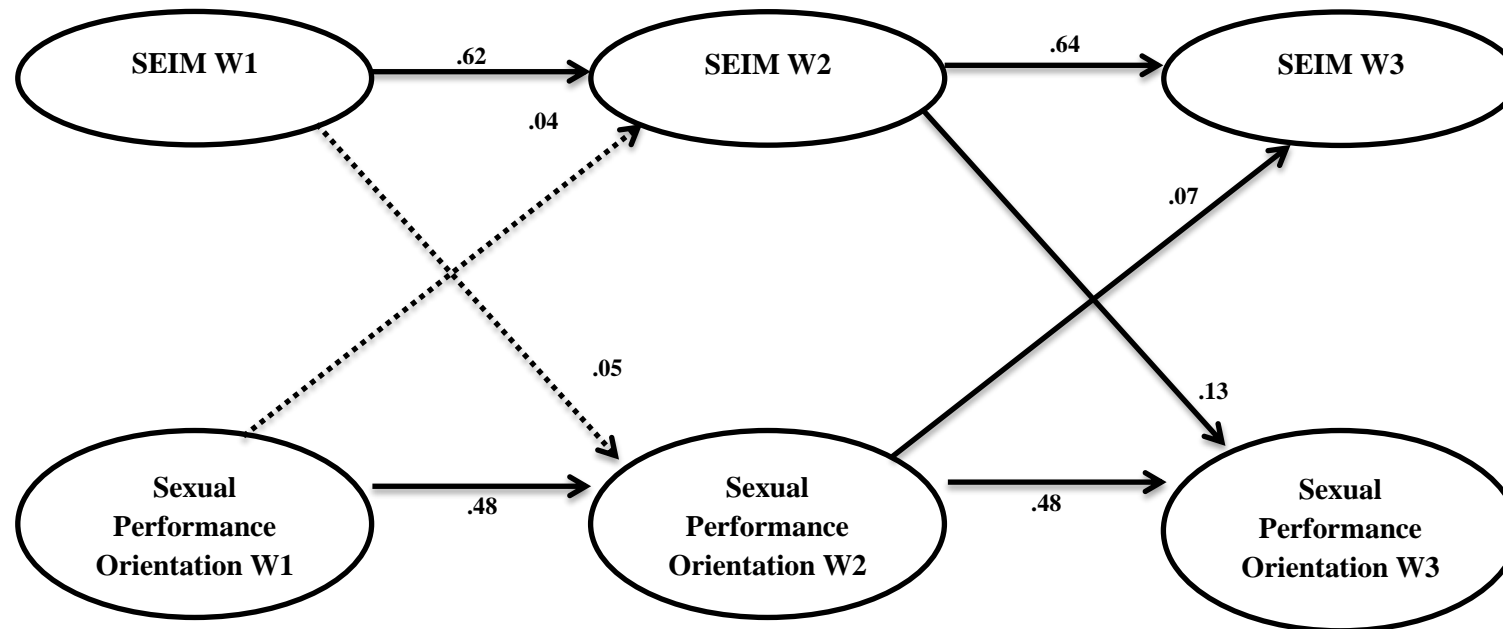 SEIM W1
.62
SEIM W2
.64
SEIM W3
.04
.07
.05
.13
Sexual
Performance
Orientation W1
.48
Sexual
Performance
Orientation W2
.48
Sexual
Performance
Orientation W3